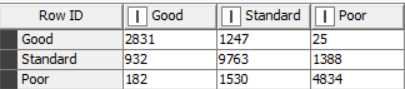 Row ID Good Standard Poor
Good 2831 1247 25
Standard 932 9763 1388
Poor 182 1530 4834